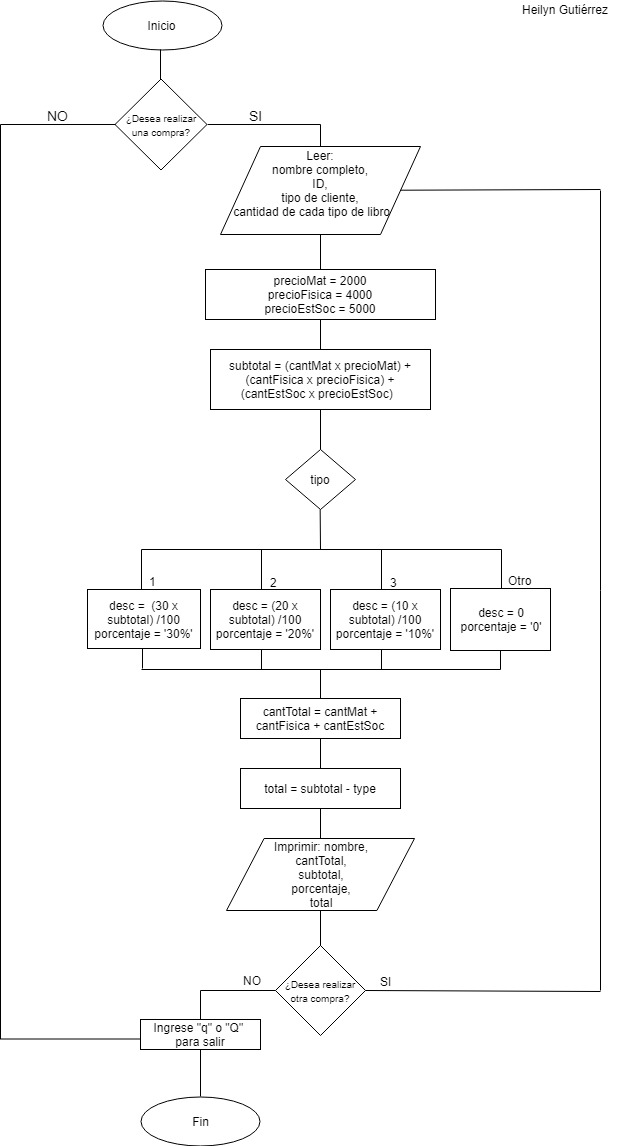 Heilyn Gutiérrez
Inicio
¿Desea realizar
una compra?
NO
SI
Leer:
nombre completo,
ID,
tipo de cliente,
cantidad de cada tipo de libro
precioMat = 2000
precioFisica = 4000
precioEstSoc = 5000
subtotal = (cantMat x precioMat) +
(cantFisica x precioFisica) +
(cantEstSoc x precioEstSoc)
tipo
1
desc = (30 x
subtotal) /100
porcentaje = '30%'
2
desc = (20 x
subtotal) /100
porcentaje = '20%'
3
desc = (10 x
subtotal) /100
porcentaje = '10%'
Otro
desc = 0
porcentaje = '0'
cantTotal = cantMat +
cantFisica + cantEstSoc
total = subtotal - type
Imprimir: nombre,
cantTotal,
subtotal,
porcentaje,
total
¿Desea realizar
otra compra?
NO
SI
Ingrese "q" o "Q"
para salir
Fin